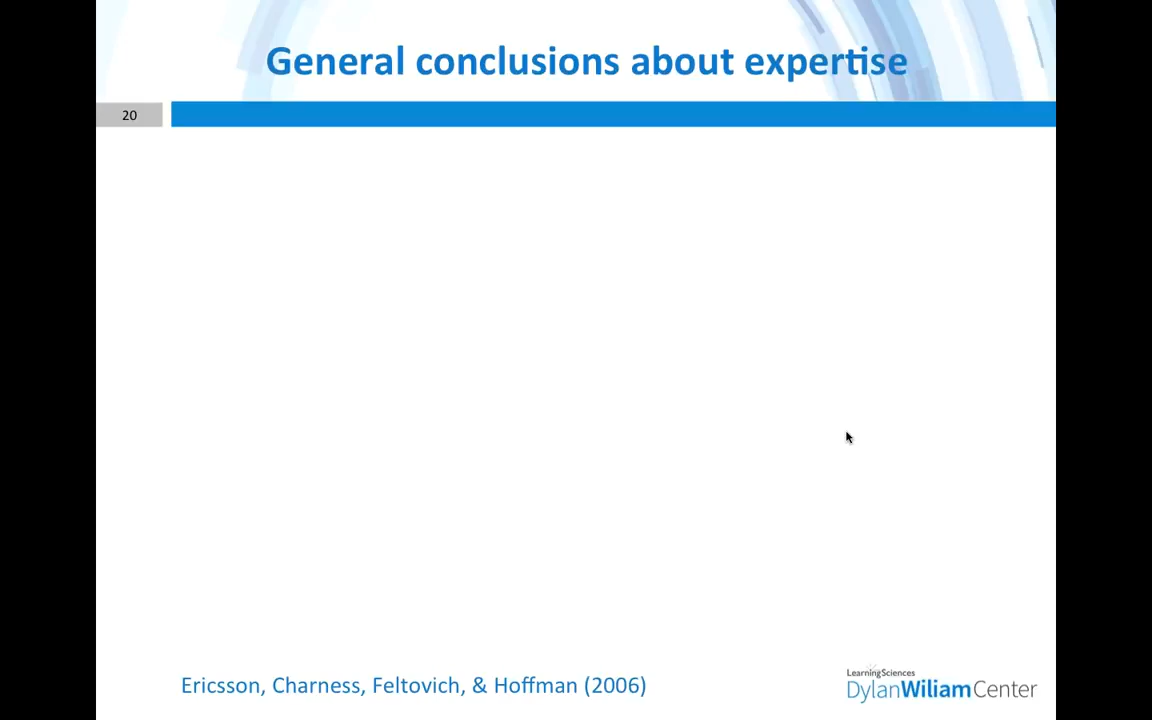 General conclusions about expertise
20
Ericsson, Charness, Feltovich, & Hoffman (2006)
LearningSciences
DylanWiliamCenter